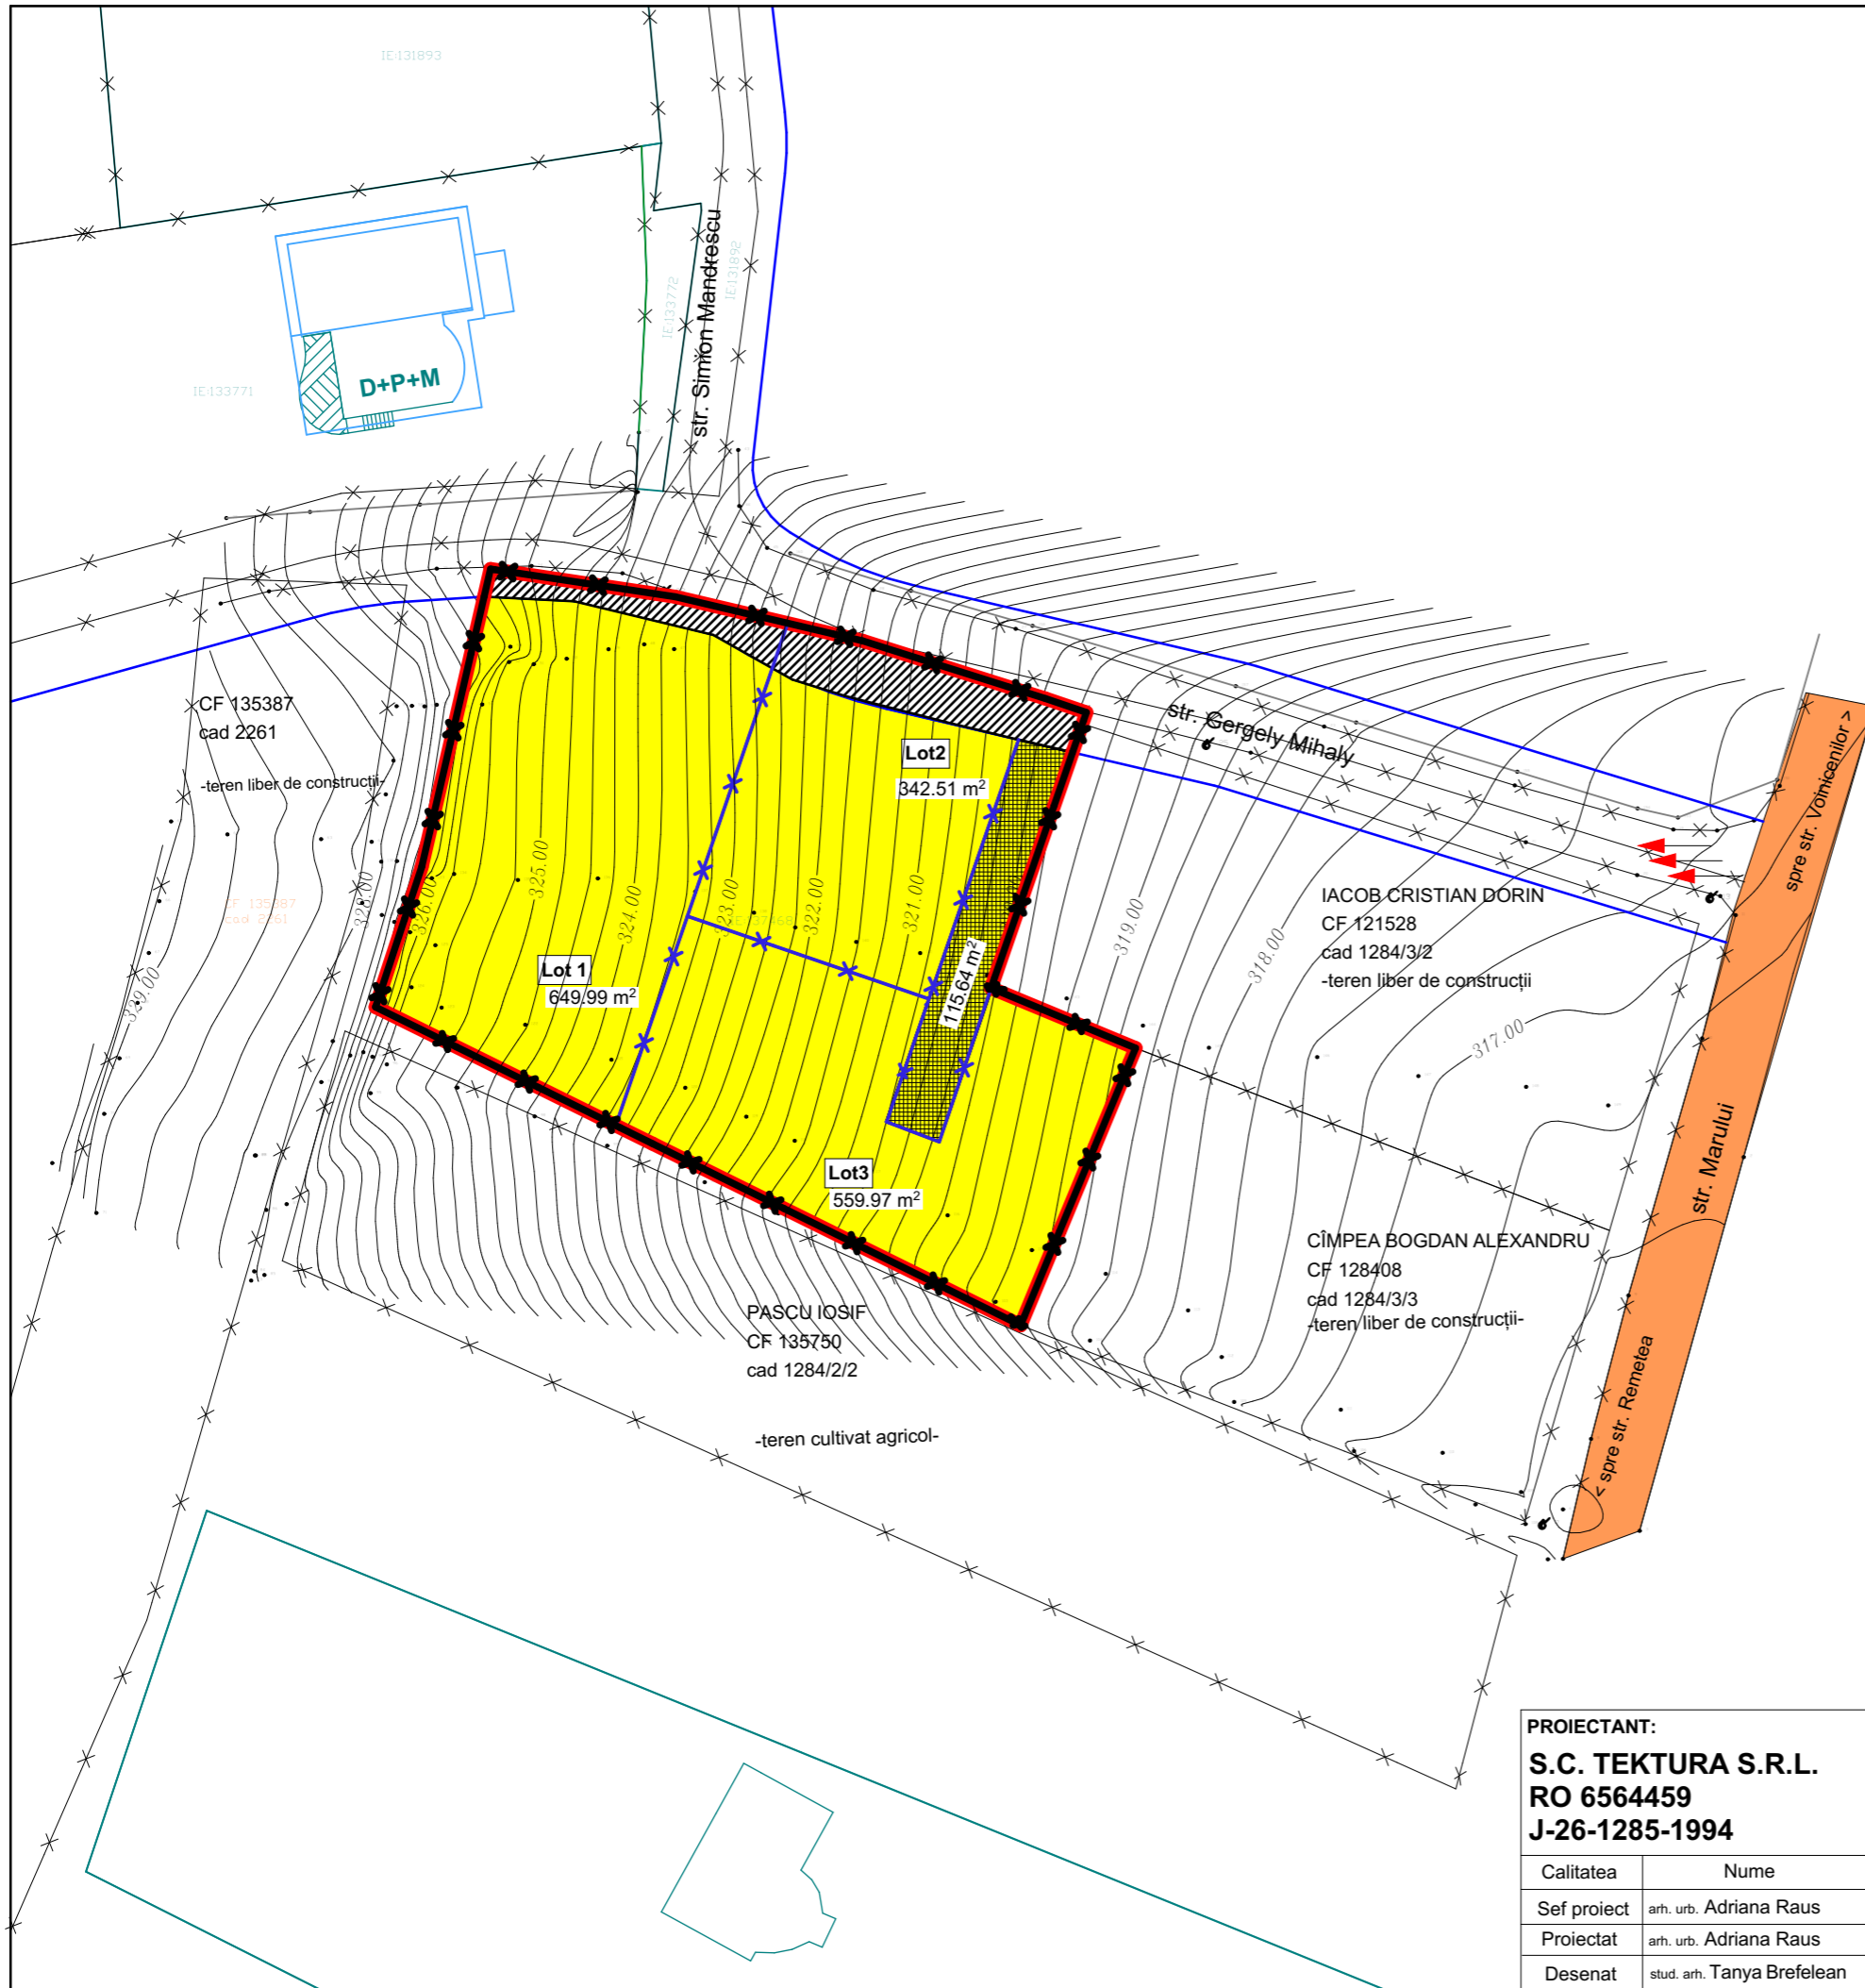 IE:131893
str. Simion Mandrescu
IE:131892
IE:133772
IE:133771
D+P+M
CF 135387
cad 2261
-teren liber de construcții-
CF 135387
cad 2261
str. Gergely Mihaly
spre str. Voinicenilor >
Lot2
342.51 m²
329.00
328.00
326.00
325.00
324.00
323.00
322.00
321.00
319.00
318.00
317.00
Lot 1
649.99 m²
115.64 m²
IACOB CRISTIAN DORIN
CF 121528
cad 1284/3/2
-teren liber de construcții
str. Marului
Lot3
559.97 m²
CÎMPEA BOGDAN ALEXANDRU
CF 128408
cad 1284/3/3
-teren liber de construcții-
PASCU IOSIF
CF 135750
cad 1284/2/2
-teren cultivat agricol-
< spre str. Remetea
PROIECTANT:
S.C. TEKTURA S.R.L.
RO 6564459
J-26-1285-1994
Calitatea Nume
Sef proiect arh. urb. Adriana Raus
Proiectat arh. urb. Adriana Raus
Desenat stud. arh. Tanya Brefelean